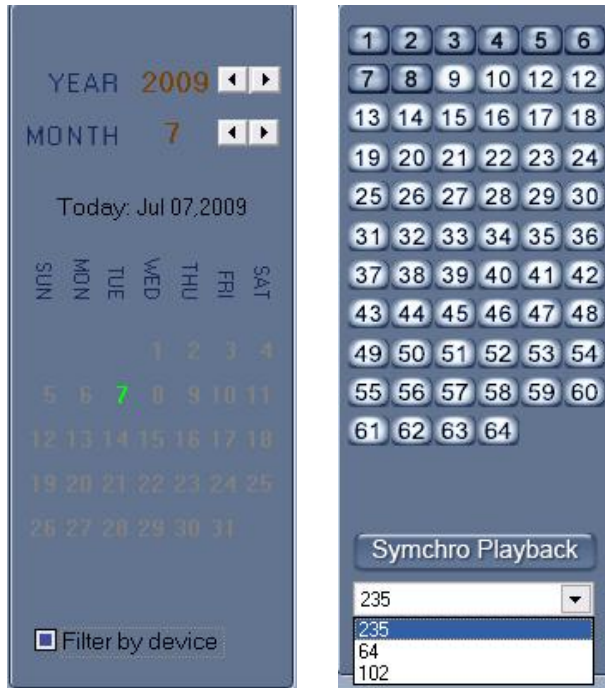 YEAR 2009
MONTH 7
Today: Jul 07,2009
SUN MON TUE WED THU FRI SAT
1 2 3 4
5 6 7 8 9 10 11
12 13 14 15 16 17 18
19 20 21 22 23 24 25
26 27 28 29 30 31
Filter by device
1 2 3 4 5 6
7 8 9 10 12 12
13 14 15 16 17 18
19 20 21 22 23 24
25 26 27 28 29 30
31 32 33 34 35 36
37 38 39 40 41 42
43 44 45 46 47 48
49 50 51 52 53 54
55 56 57 58 59 60
61 62 63 64
Symchro Playback
235
235
64
102